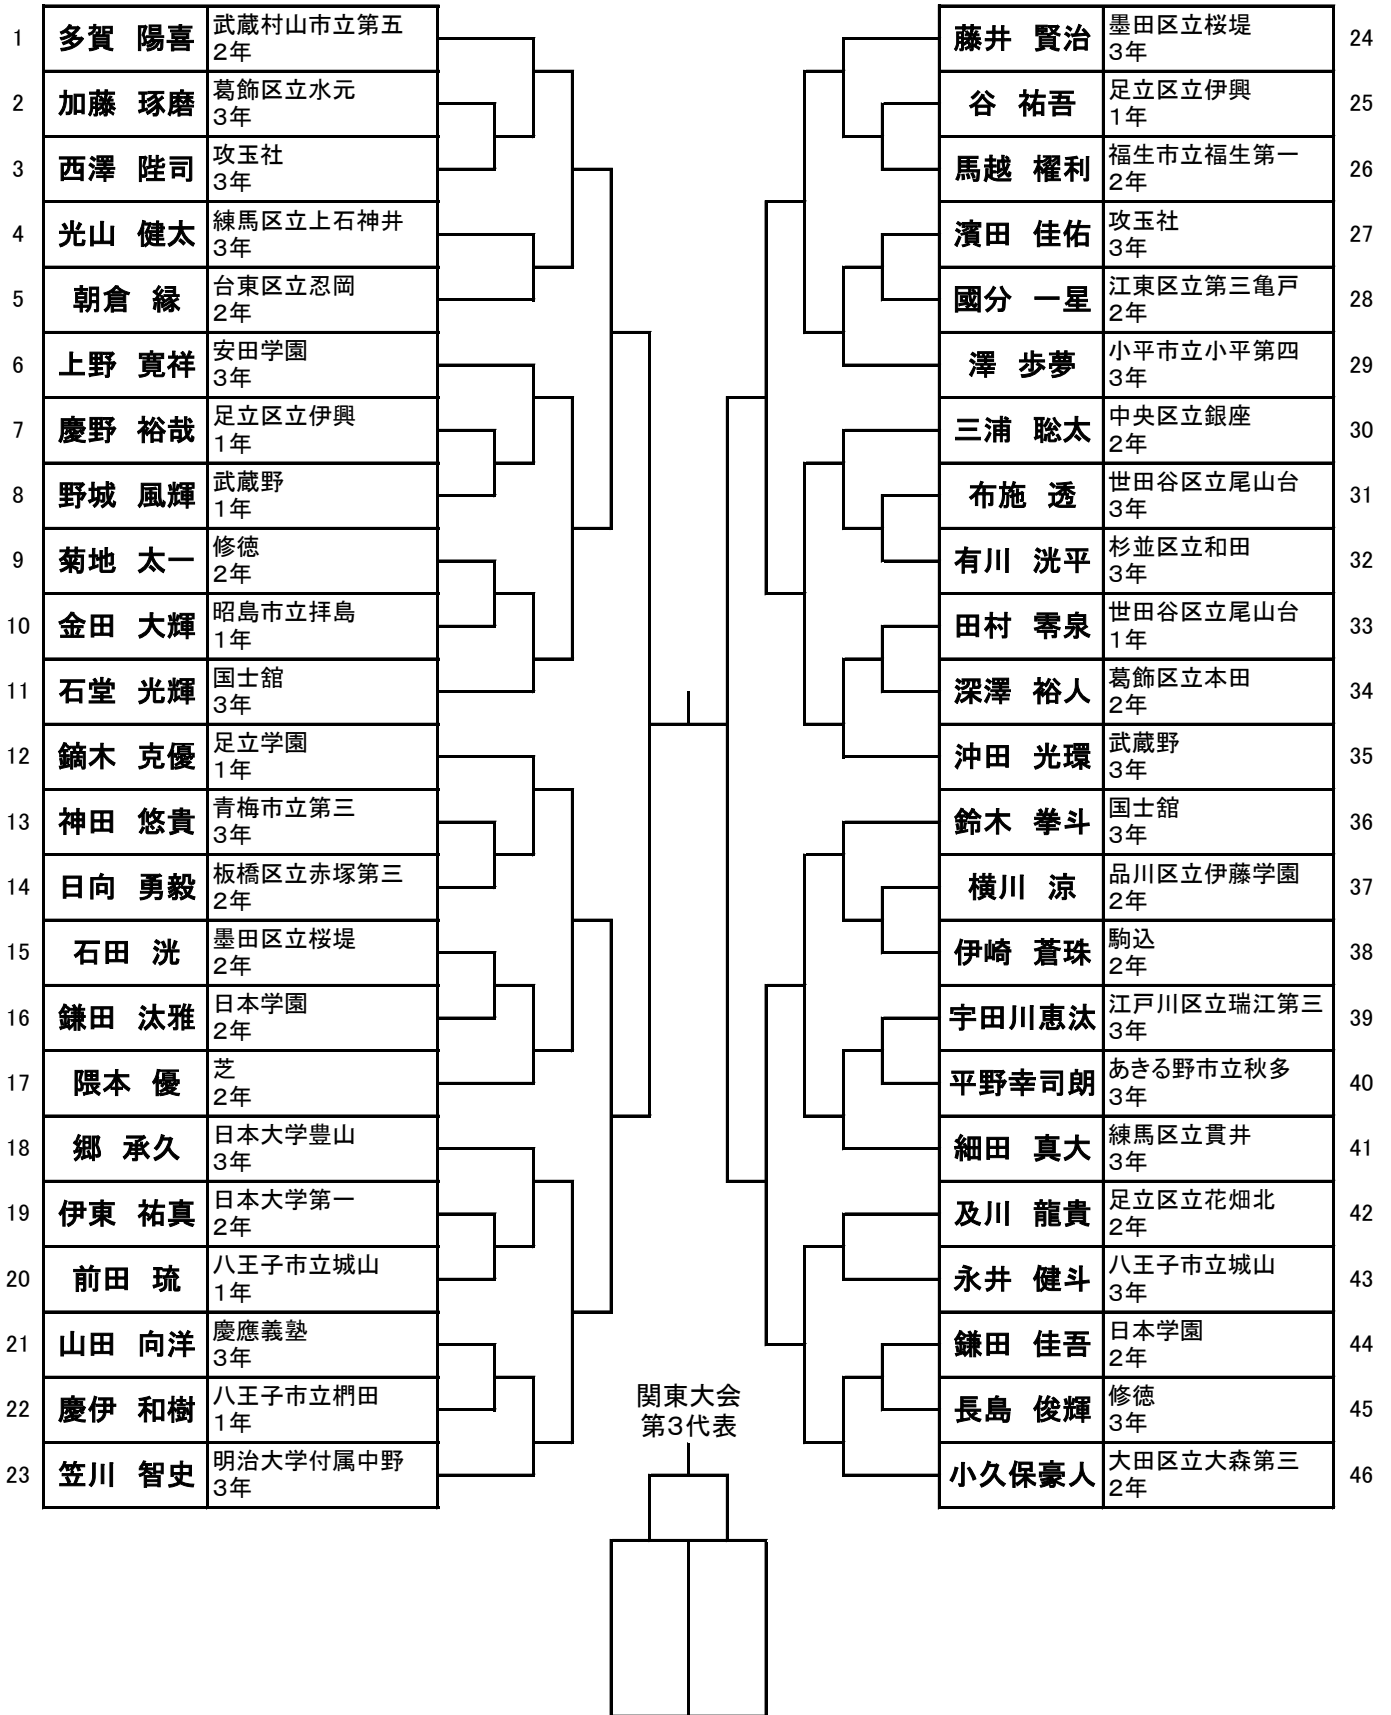 1 多賀 陽喜 武蔵村山市立第五
2年
2 加藤 琢磨 葛飾区立水元
3年
3 西澤 陛司 攻玉社
3年
4 光山 健太 練馬区立上石神井
3年
5 朝倉 縁 台東区立忍岡
2年
6 上野 寛祥 安田学園
3年
7 慶野 裕哉 足立区立伊興
1年
8 野城 風輝 武蔵野
1年
9 菊地 太一 修徳
2年
10 金田 大輝 昭島市立拝島
1年
11 石堂 光輝 国士舘
3年
12 鏑木 克優 足立学園
1年
13 神田 悠貴 青梅市立第三
3年
14 日向 勇毅 板橋区立赤塚第三
2年
15 石田 洸 墨田区立桜堤
2年
16 鎌田 汰雅 日本学園
2年
17 隈本 優 芝
2年
18 郷 承久 日本大学豊山
3年
19 伊東 祐真 日本大学第一
2年
20 前田 琉 八王子市立城山
1年
21 山田 向洋 慶應義塾
3年
22 慶伊 和樹 八王子市立椚田
1年
23 笠川 智史 明治大学付属中野
3年
藤井 賢治 墨田区立桜堤 24
3年
谷 祐吾 足立区立伊興 25
1年
馬越 櫂利 福生市立福生第一 26
2年
濱田 佳佑 攻玉社 27
3年
國分 一星 江東区立第三亀戸 28
2年
澤 歩夢 小平市立小平第四 29
3年
三浦 聡太 中央区立銀座 30
2年
布施 透 世田谷区立尾山台 31
3年
有川 洸平 杉並区立和田 32
3年
田村 零泉 世田谷区立尾山台 33
1年
深澤 裕人 葛飾区立本田 34
2年
沖田 光環 武蔵野 35
3年
鈴木 拳斗 国士舘 36
3年
横川 涼 品川区立伊藤学園 37
2年
伊崎 蒼珠 駒込 38
2年
宇田川恵汰 江戸川区立瑞江第三 39
3年
平野幸司朗 あきる野市立秋多 40
3年
細田 真大 練馬区立貫井 41
3年
及川 龍貴 足立区立花畑北 42
2年
永井 健斗 八王子市立城山 43
3年
鎌田 佳吾 日本学園 44
2年
長島 俊輝 修徳 45
3年
小久保豪人 大田区立大森第三 46
2年
関東大会
第3代表